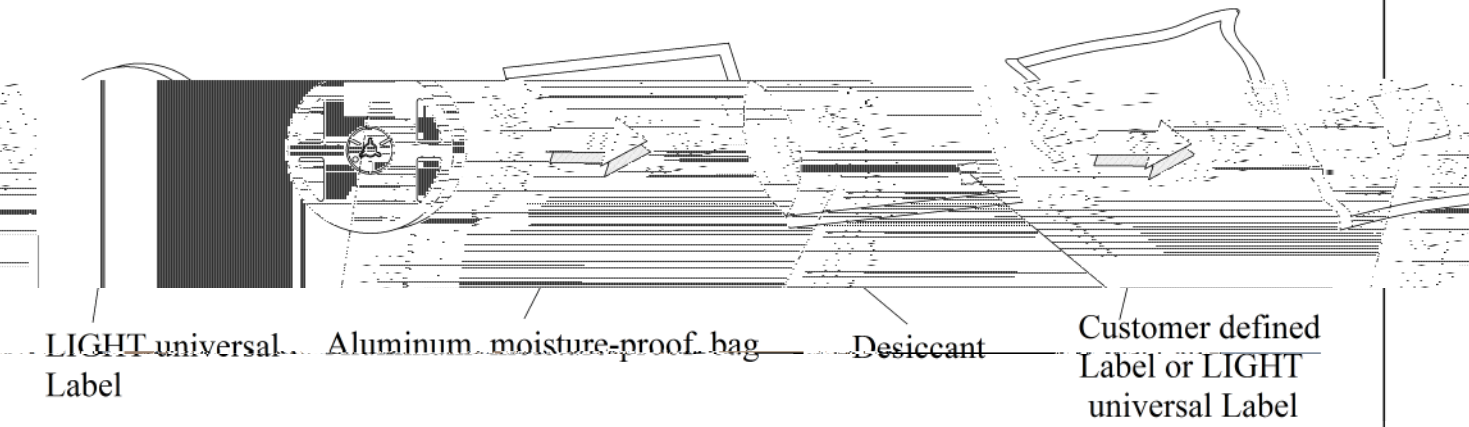 LIGHT universal
Label
Aluminum moisture-proof bag
Desiccant
Customer defined
Label or LIGHT
universal Label